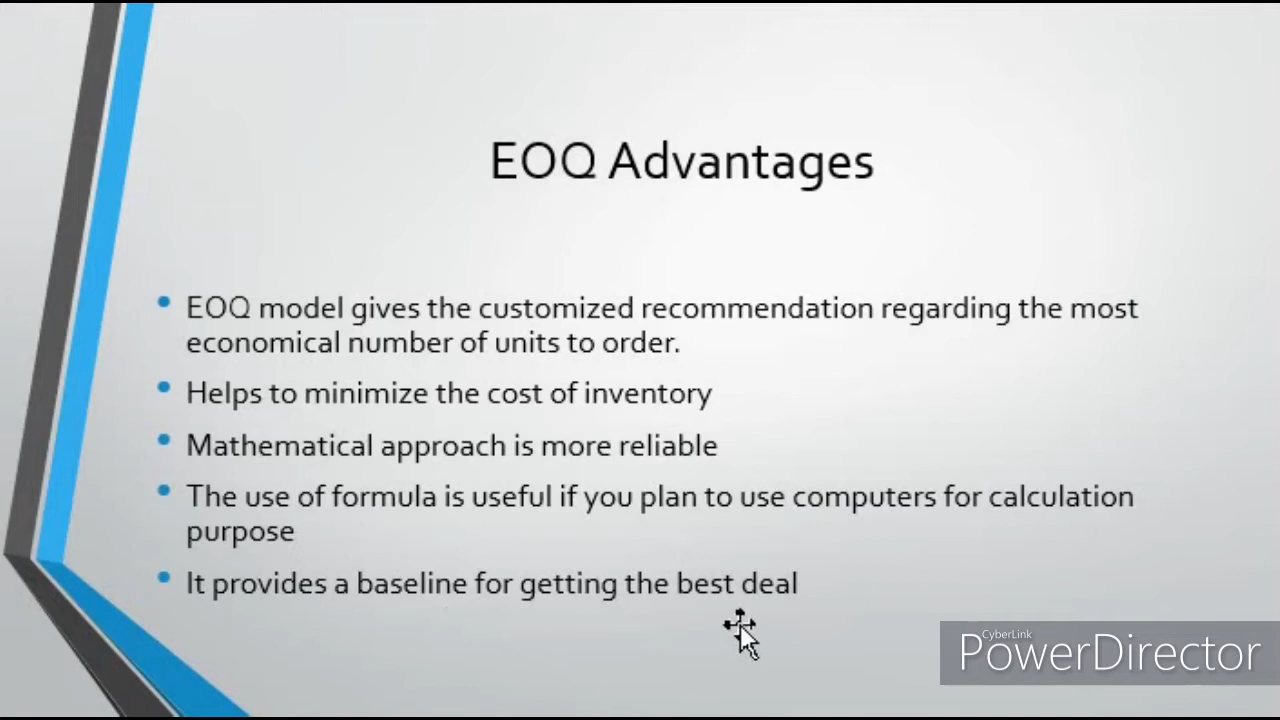 EOQ Advantages
EOQ model gives the customized recommendation regarding the most
economical number of units to order.
Helps to minimize the cost of inventory
Mathematical approach is more reliable
The use of formula is useful if you plan to use computers for calculation
purpose
It provides a baseline for getting the best deal
CyberLink
PowerDirector